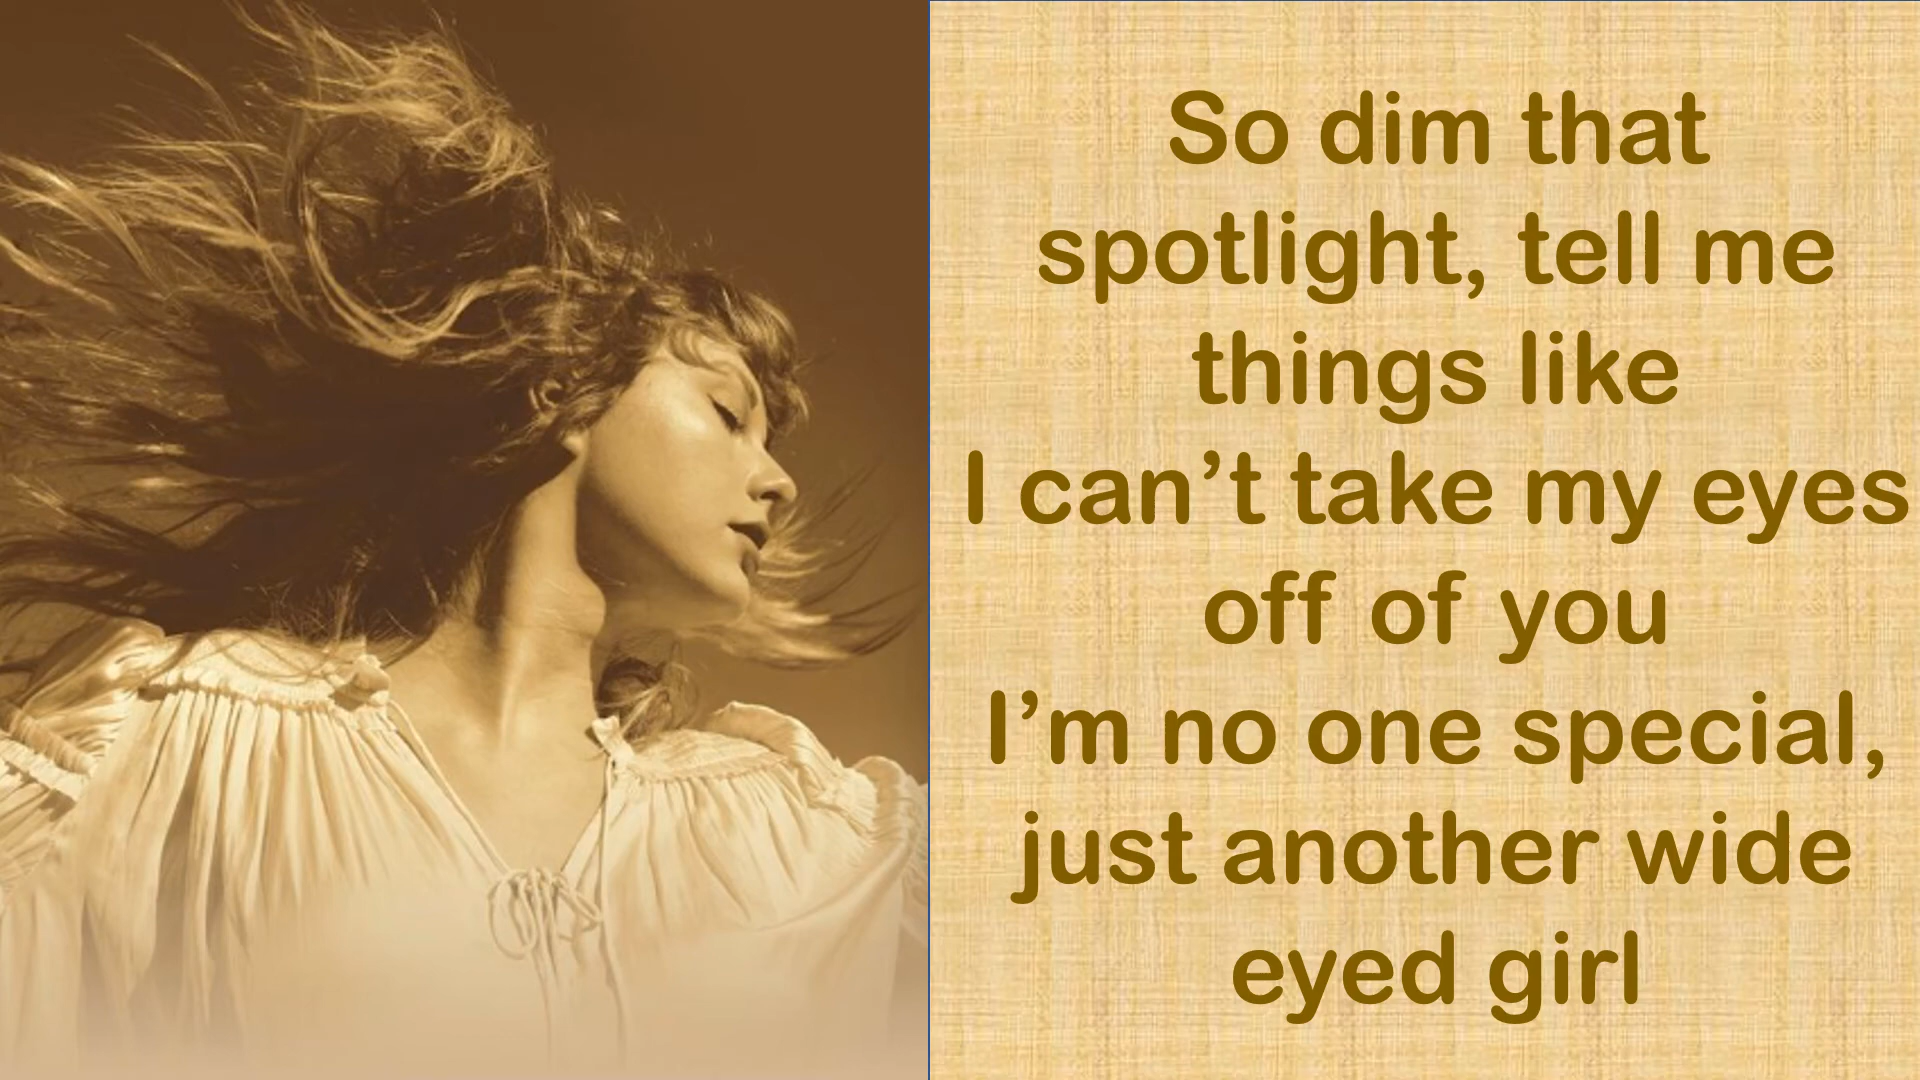 So dim that
spotlight, tell me
things like
I can’t take my eyes
off of you
I’m no one special,
just another wide
eyed girl